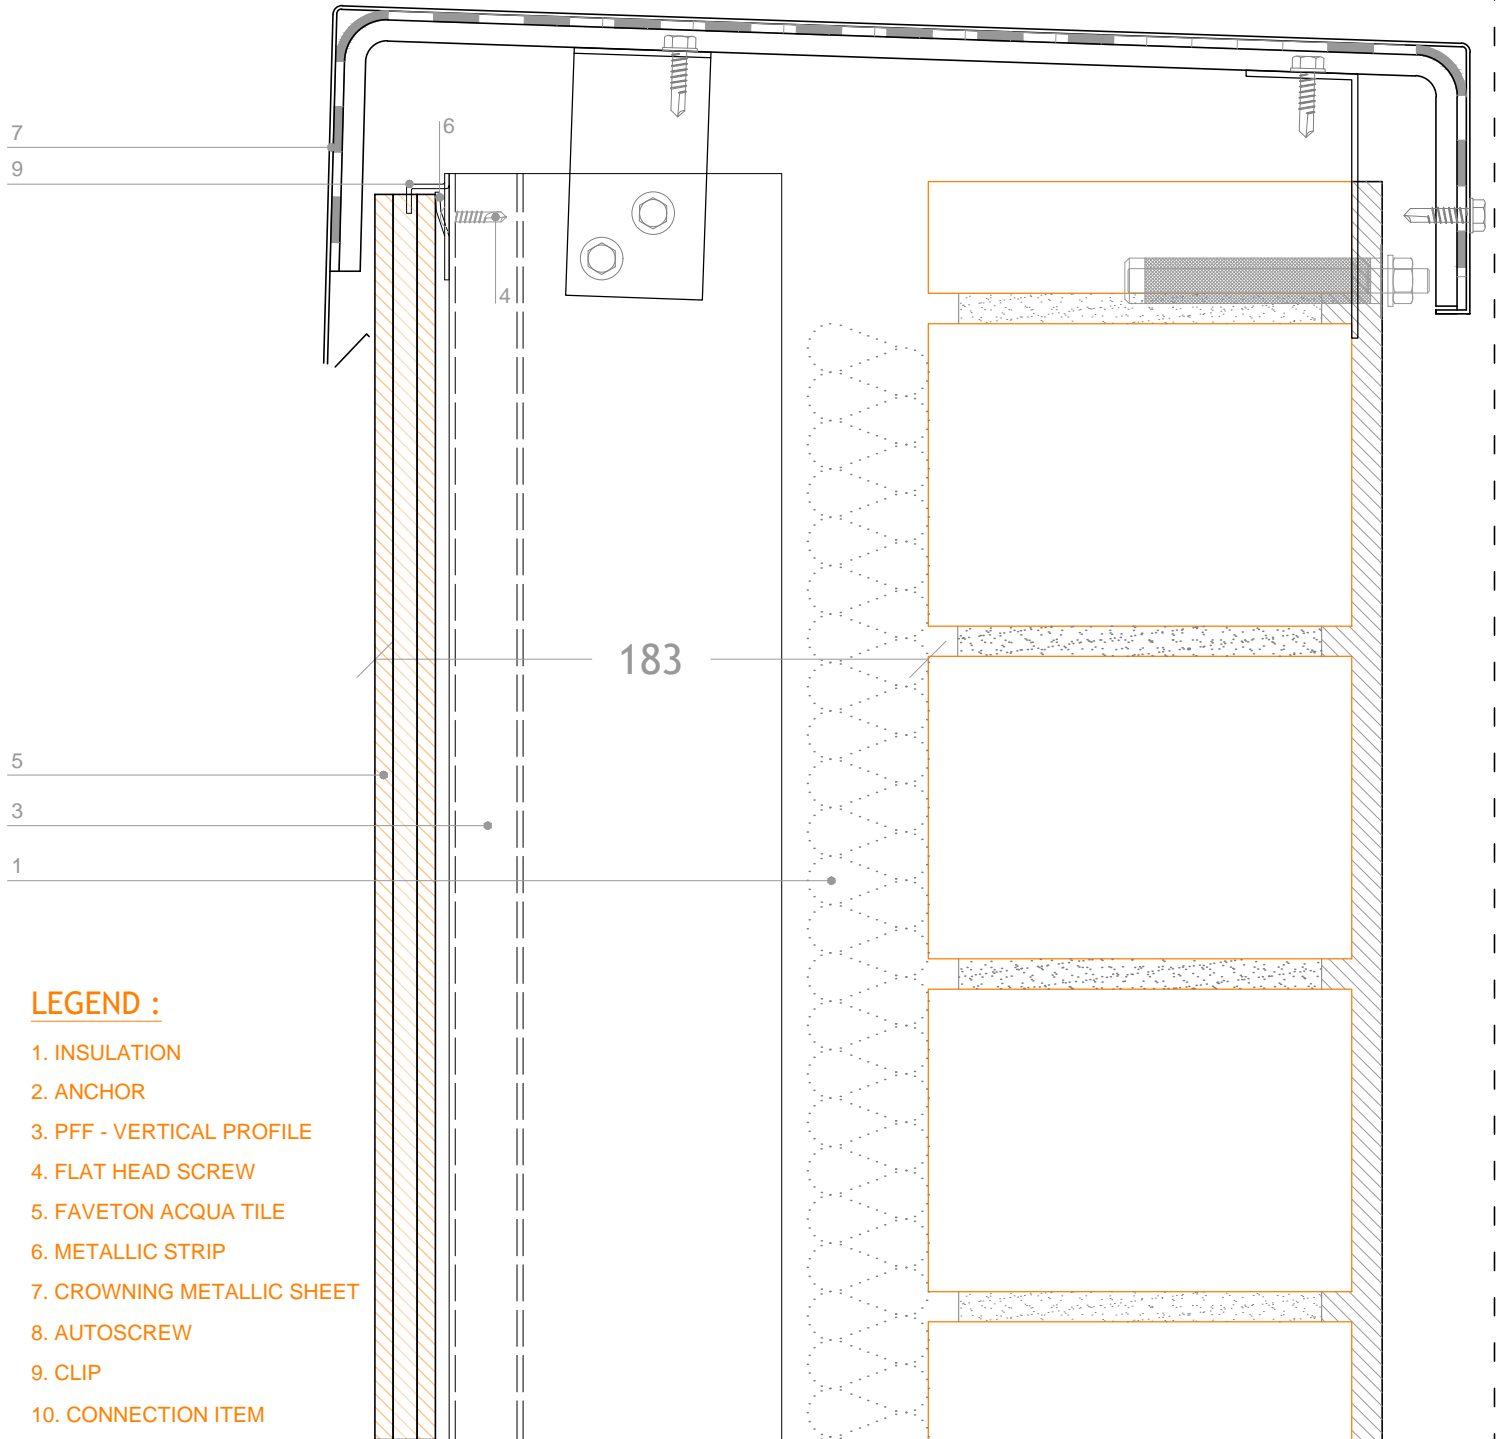 7
6
9
4
183
5
3
1
LEGEND :
1. INSULATION
2. ANCHOR
3. PFF - VERTICAL PROFILE
4. FLAT HEAD SCREW
5. FAVETON ACQUA TILE
6. METALLIC STRIP
7. CROWNING METALLIC SHEET
8. AUTOSCREW
9. CLIP
10. CONNECTION ITEM